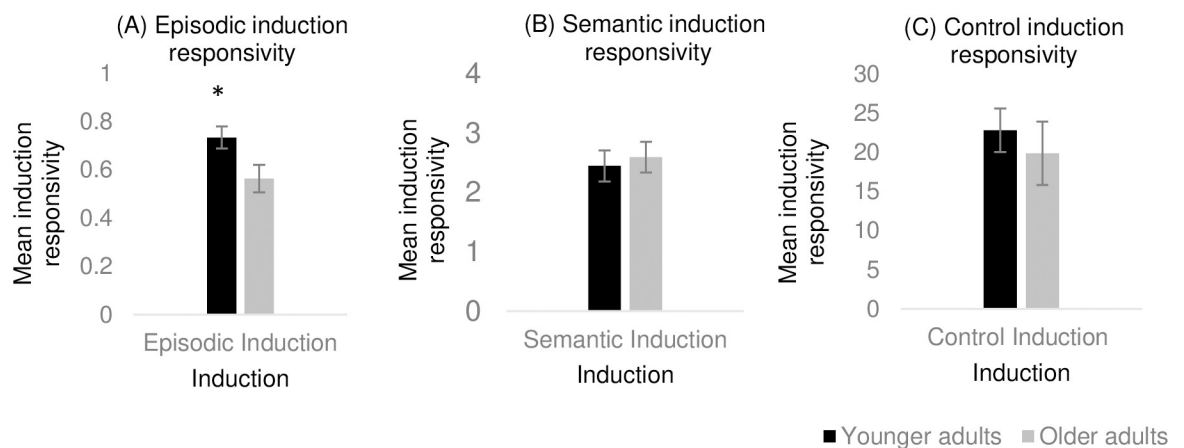 (A) Episodic induction
responsivity
1
0.8
0.6
0.4
0.2
0
Mean induction
responsivity
*
Episodic Induction
Induction
(B) Semantic induction
responsivity
4
3
2
1
0
Mean induction
responsivity
Semantic Induction
Induction
(C) Control induction
responsivity
30
25
20
15
10
5
0
Mean induction
responsivity
Control Induction
Induction
Younger adults Older adults